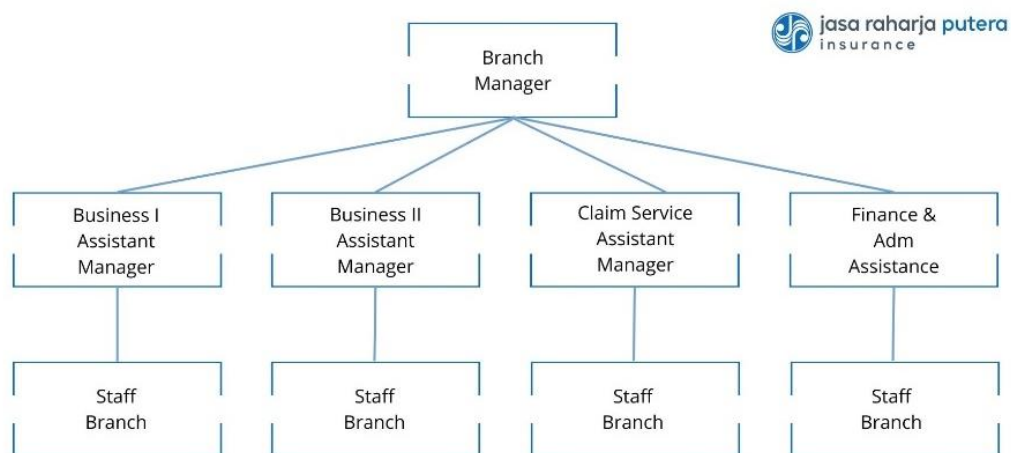 jasa raharja putera
insurance
Branch
Manager
Business I
Assistant
Manager
Business II
Assistant
Manager
Claim Service
Assistant
Manager
Finance &
Adm
Assistance
Staff
Branch
Staff
Branch
Staff
Branch
Staff
Branch